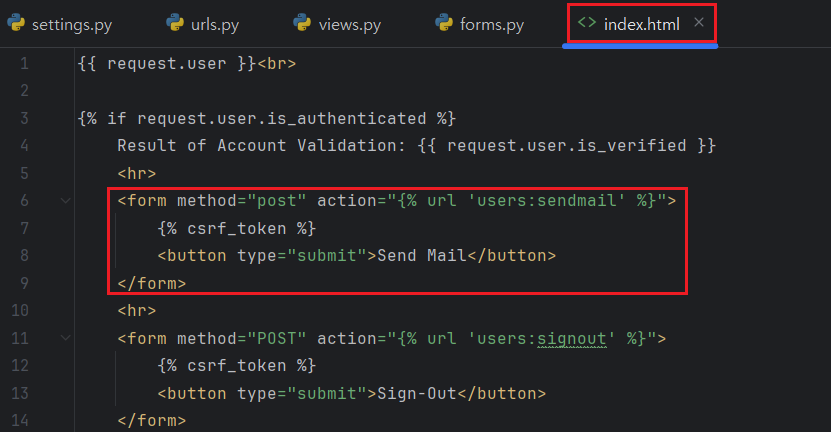 settings.py urls.py views.py forms.py <> index.html ×
1 {{ request.user }}<br>
2
3 {% if request.user.is_authenticated %}
4 Result of Account Validation: {{ request.user.is_verified }}
5 <hr>
6 <form method="post" action="{% url 'users:sendmail' %}">
7 {% csrf_token %}
8 <button type="submit">Send Mail</button>
9 </form>
10 <hr>
11 <form method="POST" action="{% url 'users:signout' %}">
12 {% csrf_token %}
13 <button type="submit">Sign-Out</button>
14 </form>